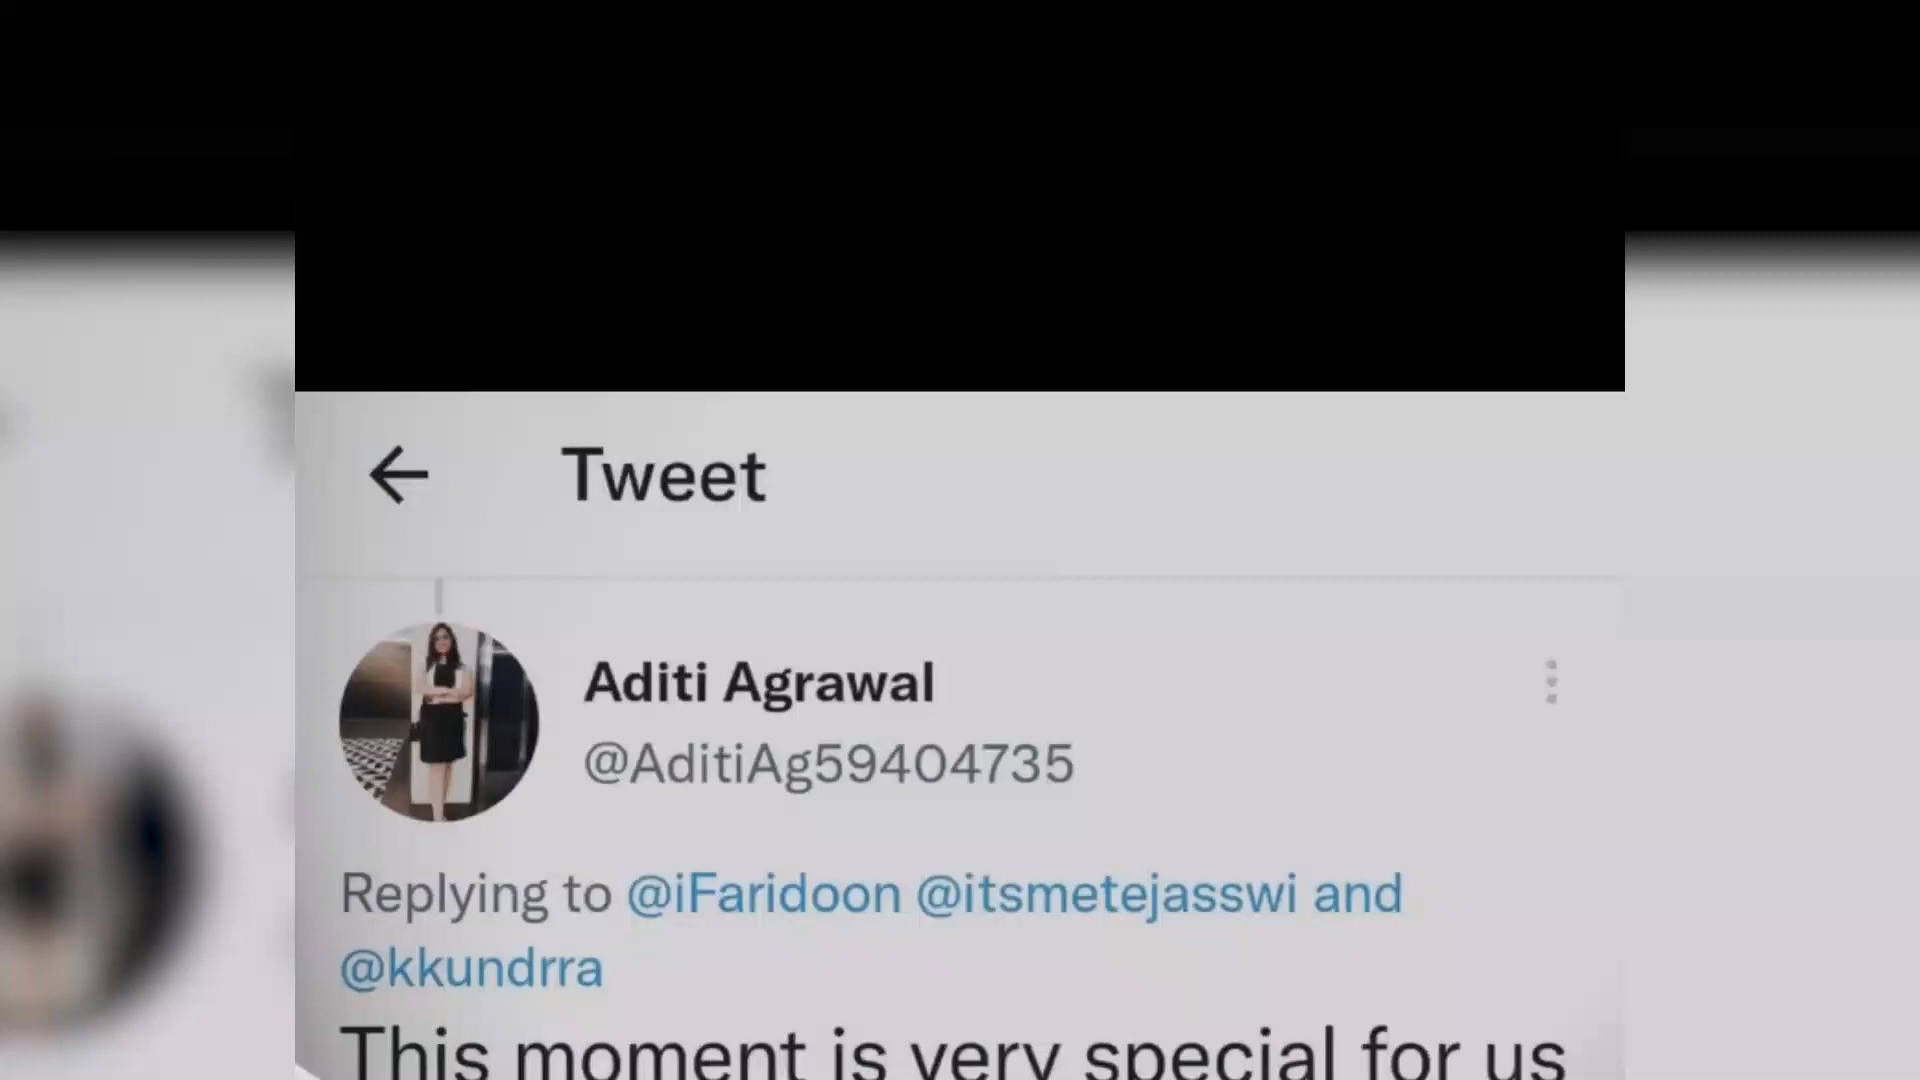 Tweet
Aditi Agrawal
@AditiAg59404735
Replying to @iFaridoon @itsmetejasswi and
@kkundrra
This moment is very special for us